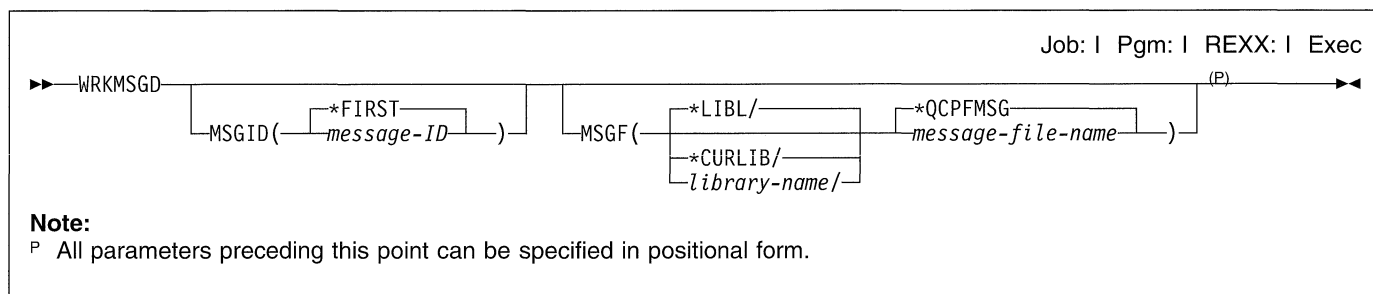 Job: I Pgm: I REXX: I Exec
WRKMSGD (P)
*FIRST *LIBL/ *QCPFMSG
MSGID( message-ID ) MSGF( message-file-name )
*CURLIB/
library-name/
Note:
P All parameters preceding this point can be specified in positional form.